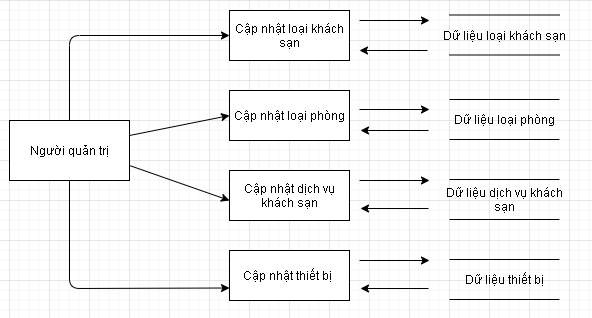 Cập nhật loại khách
sạn
Dữ liệu loại khách sạn
Cập nhật loại phòng
Dữ liệu loại phòng
Người quản trị
Cập nhật dịch vụ
khách sạn
Dữ liệu dịch vụ khách
sạn
Cập nhật thiết bị
Dữ liệu thiết bị